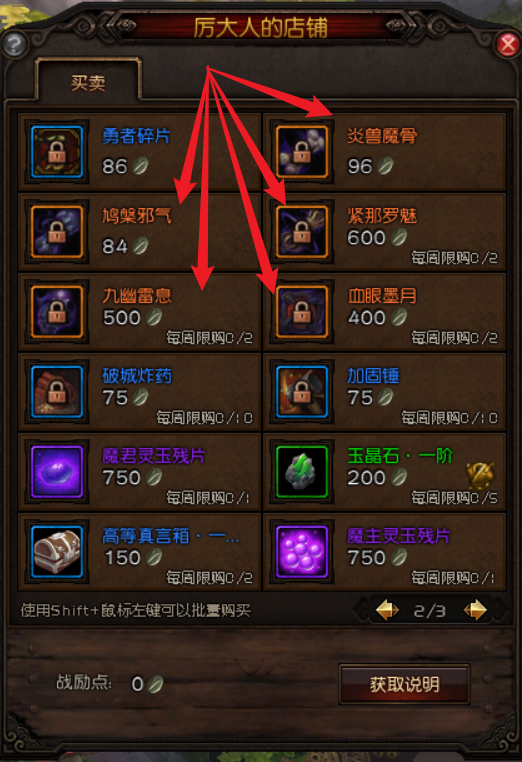 厉大人的店铺
买卖
勇者碎片
86
炎兽魔骨
96
鸠槃邪气
84
紧那罗魅
600
每周限购0/2
九幽雷息
500
每周限购0/2
血眼墨月
400
每周限购0/2
破城炸药
75
每周限购0/10
加固锤
75
每周限购0/10
魔君灵玉残片
750
每周限购0/1
玉晶石·一阶
200
每周限购0/5
高等真言箱·一...
150
每周限购0/2
魔主灵玉残片
750
每周限购0/1
使用Shift+鼠标左键可以批量购买
2/3
战励点: 0
获取说明